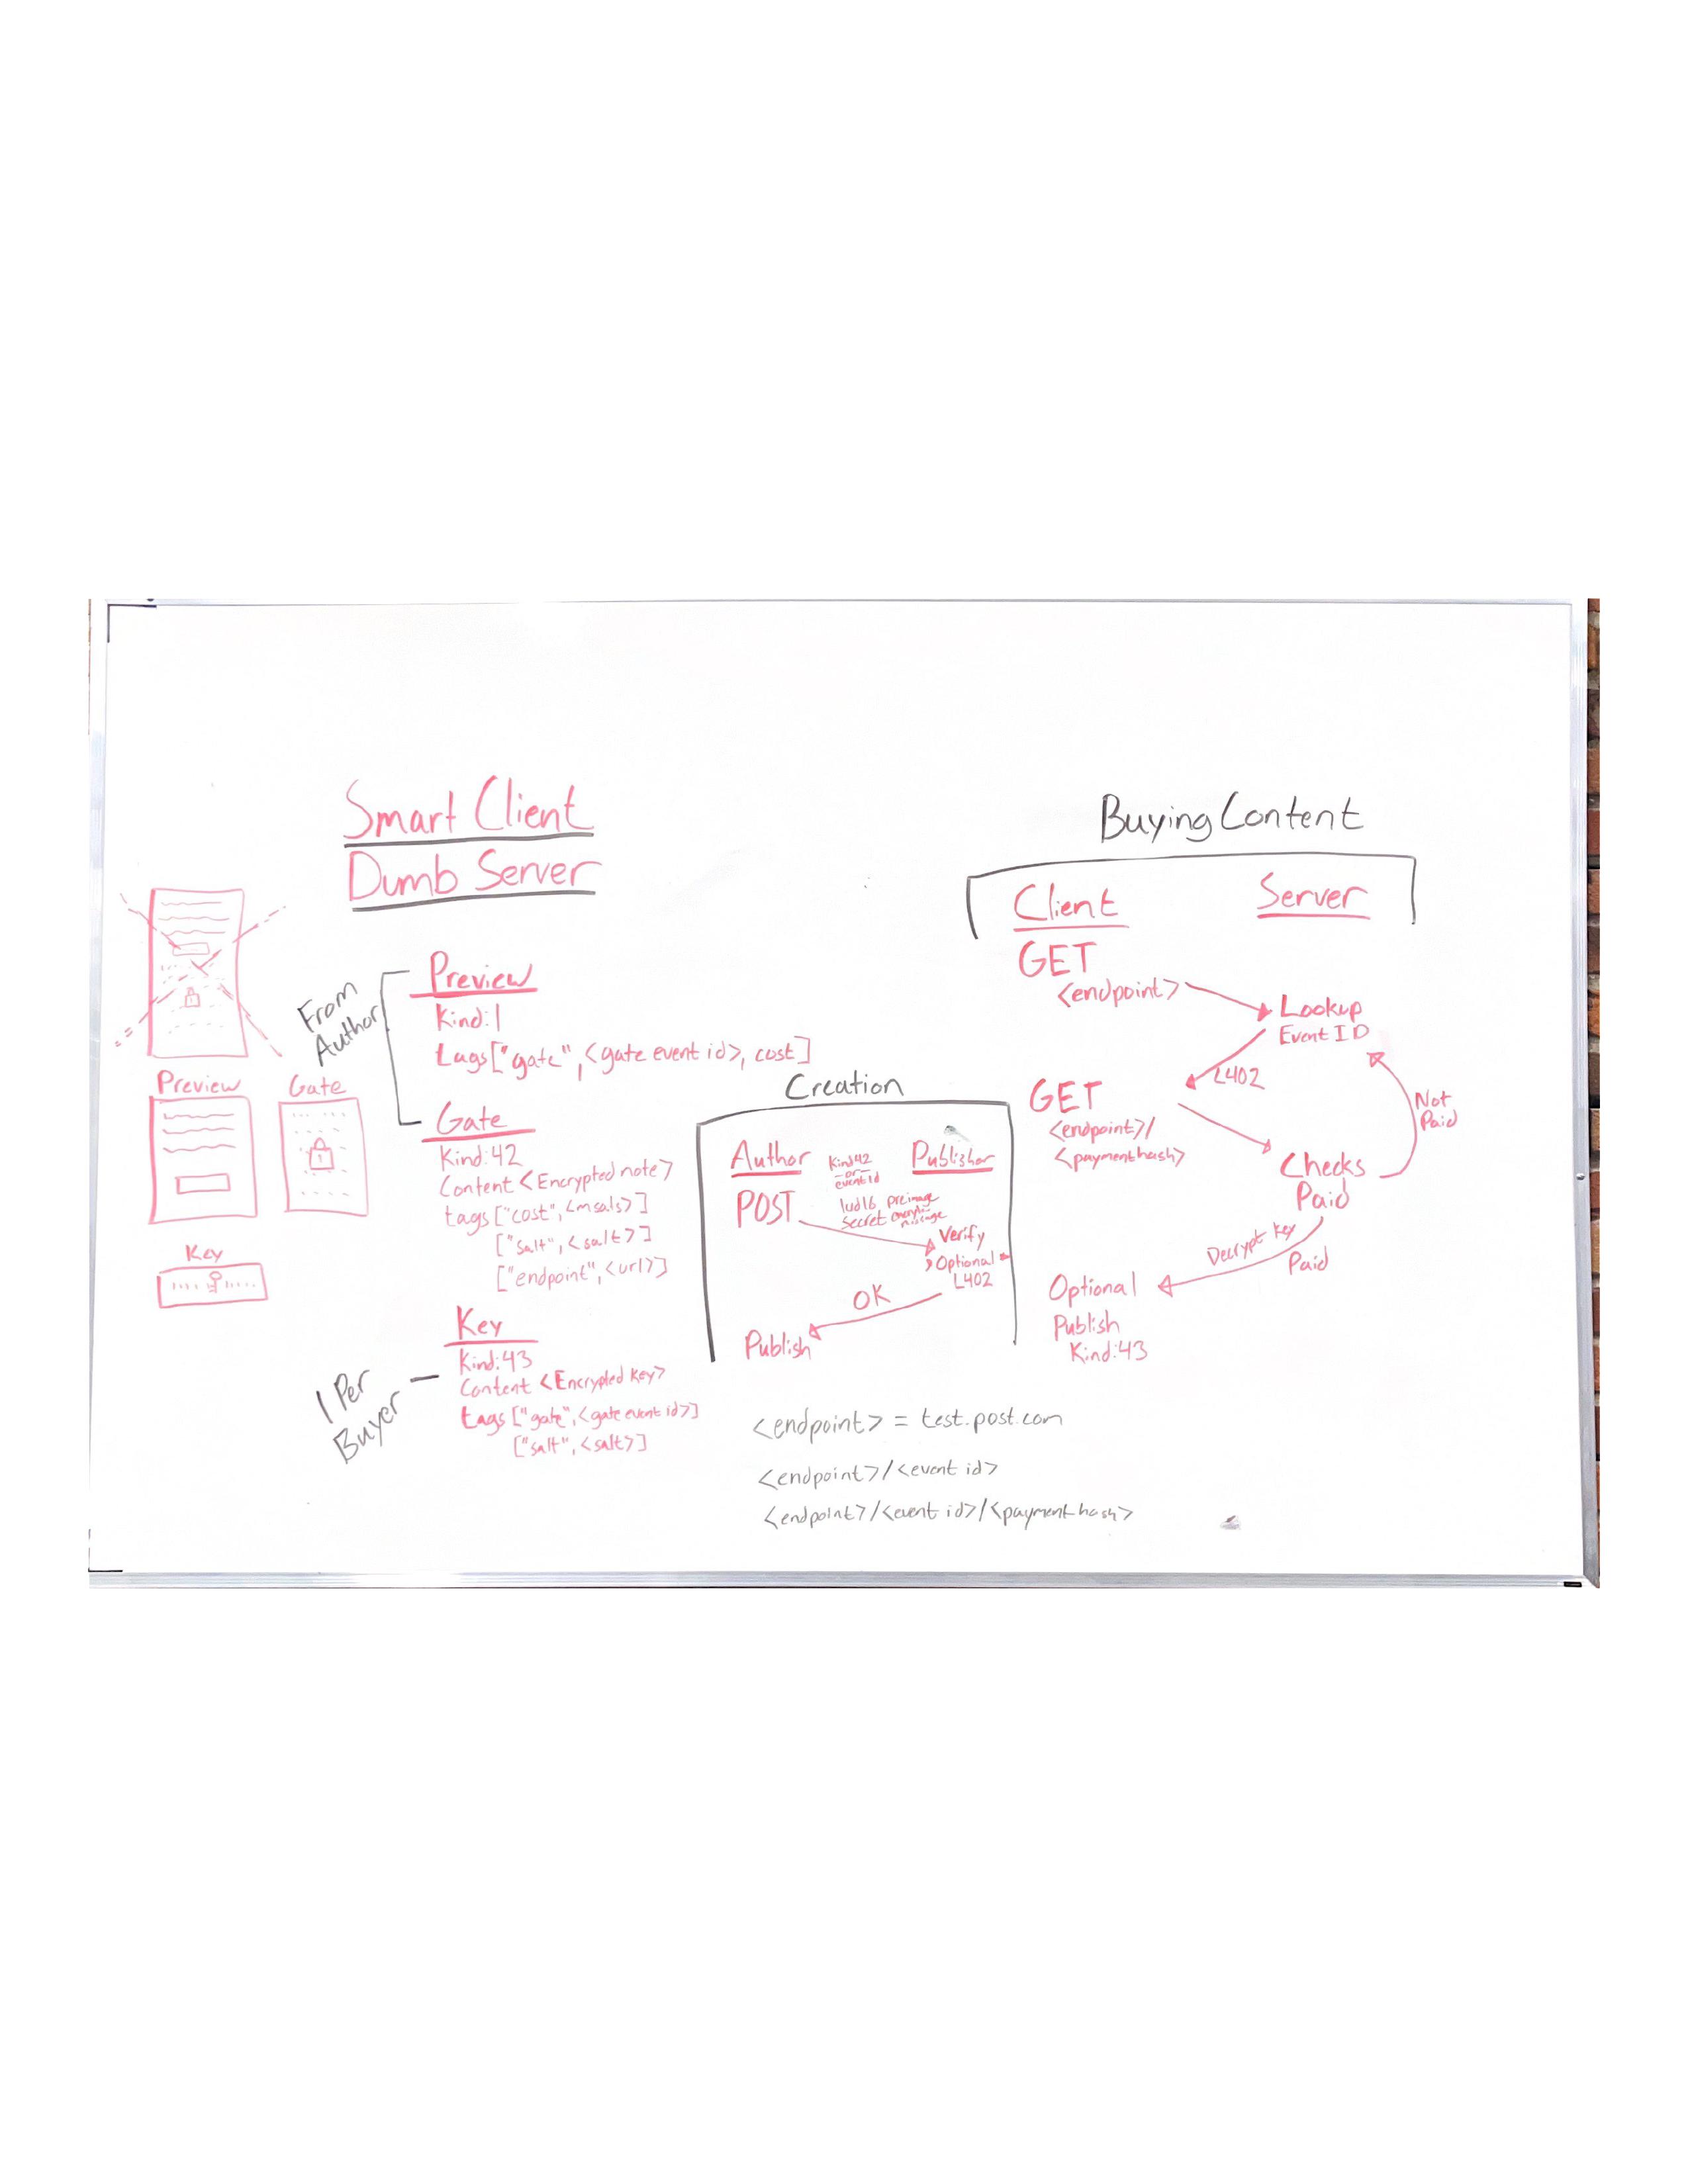 Smart Client
Dumb Server
Preview
Gate
Key
From
Author
Preview
Kind:1
tags["gate", <gate event id>, cost]
Gate
Kind:42
Content <Encrypted note>
tags["cost",<msats>]
["salt",<salt>]
["endpoint",<url>]
1 Per
Buyer
Key
Kind:43
Content <Encrypted Key>
tags["gate",<gate event id>]
["salt",<salt>]
Creation
Author
Publisher
Kind 42
or
event id
POST
lud16 preimage
Secret
message
Verify
Optional
L402
OK
Publish
<endpoint> = test.post.com
<endpoint>/<event id>
<endpoint>/<event id>/<payment hash>
Buying Content
Client
Server
GET
<endpoint>
Lookup
Event ID
L402
GET
<endpoint>/
<payment hash>
Not
Paid
Checks
Paid
Decrypt Key
Paid
Optional
Publish
Kind:43